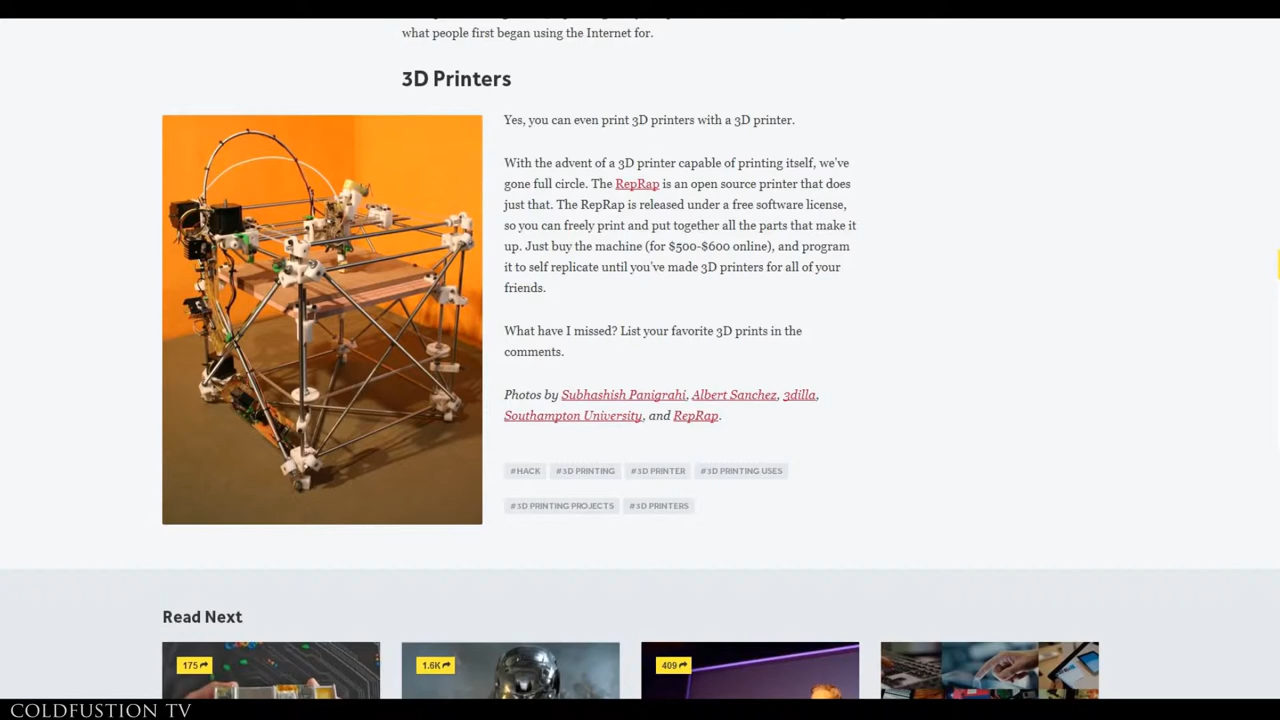 what people first began using the Internet for.
3D Printers
Yes, you can even print 3D printers with a 3D printer.
With the advent of a 3D printer capable of printing itself, we've
gone full circle. The RepRap is an open source printer that does
just that. The RepRap is released under a free software license,
so you can freely print and put together all the parts that make it
up. Just buy the machine (for $500-$600 online), and program
it to self replicate until you've made 3D printers for all of your
friends.
What have I missed? List your favorite 3D prints in the
comments.
Photos by Subhashish Panigrahi, Albert Sanchez, 3dilla,
Southampton University, and RepRap.
#HACK #3D PRINTING #3D PRINTER #3D PRINTING USES
#3D PRINTING PROJECTS #3D PRINTERS
Read Next
175 1.6K 409
COLDFUSTION TV